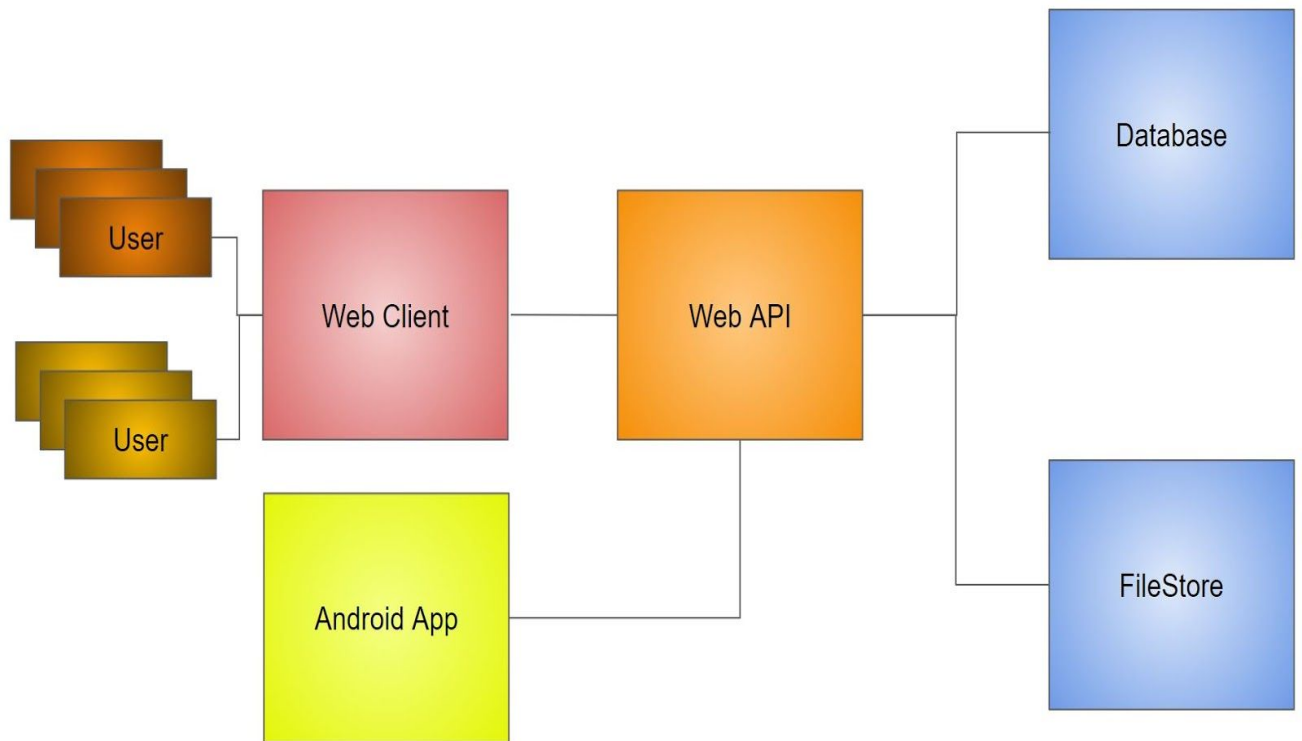 Database
User
Web Client
Web API
User
FileStore
Android App